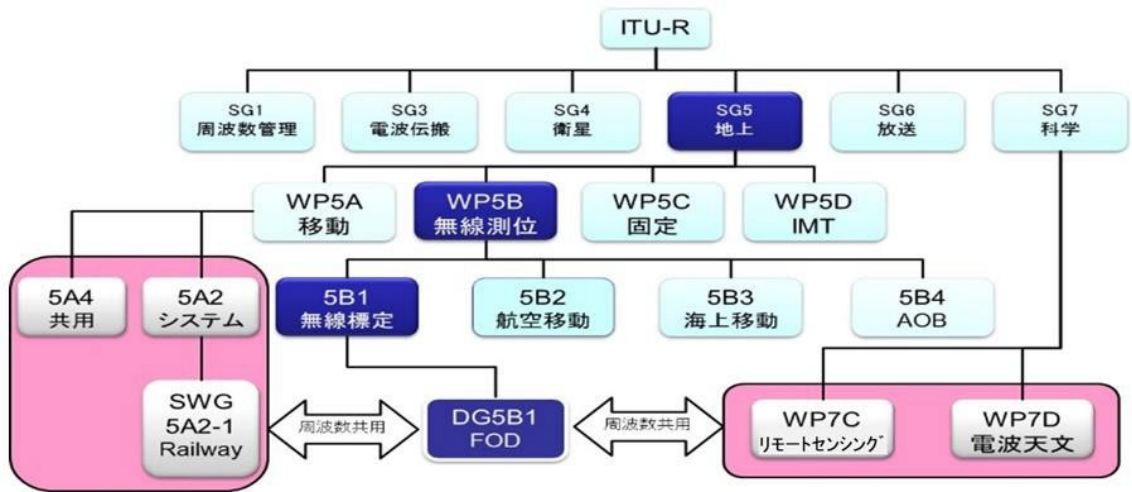 ITU-R
SG1
周波数管理
SG3
電波伝搬
SG4
衛星
SG5
地上
SG6
放送
SG7
科学
WP5A
移動
WP5B
無線測位
WP5C
固定
WP5D
IMT
5A4
共用
5A2
システム
5B1
無線標定
5B2
航空移動
5B3
海上移動
5B4
AOB
SWG
5A2-1
Railway
周波数共用
DG5B1
FOD
周波数共用
WP7C
リモートセンシング
WP7D
電波天文